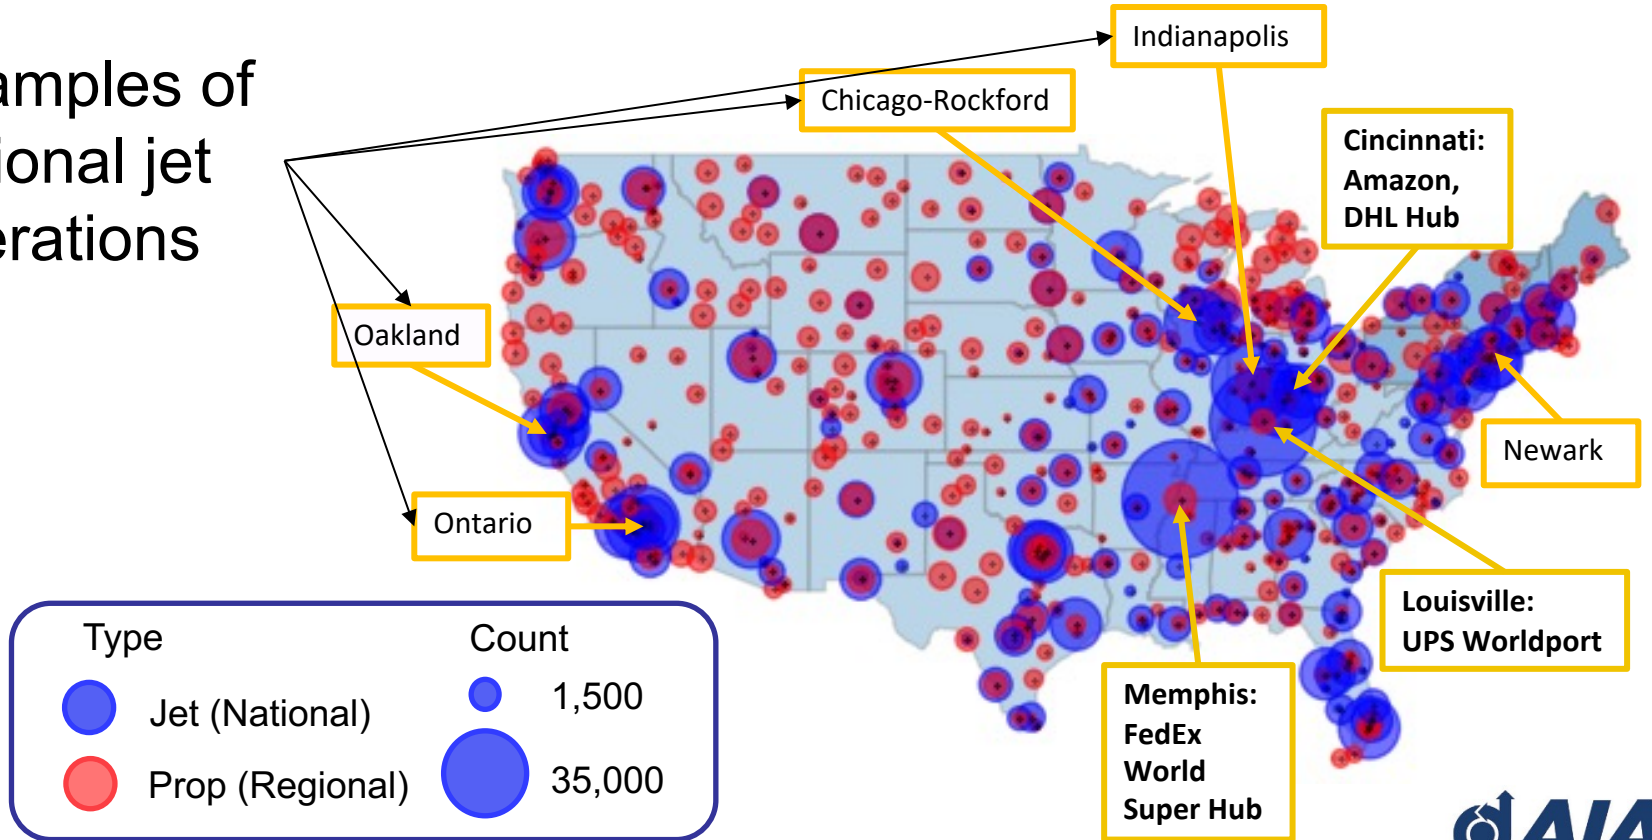 amples of
ional jet
erations
Indianapolis
Chicago-Rockford
Cincinnati:
Amazon,
DHL Hub
Oakland
Newark
Ontario
Louisville:
UPS Worldport
Memphis:
FedEx
World
Super Hub
Type
Count
Jet (National)
1,500
Prop (Regional)
35,000
AIA